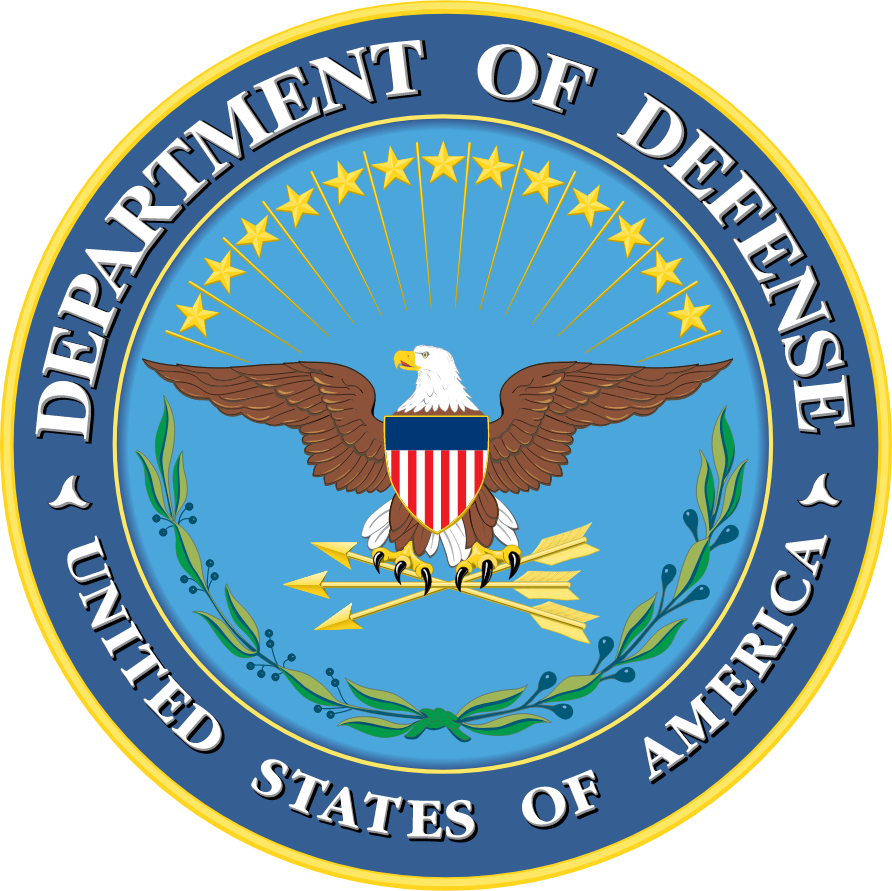 DEPARTMENT OF DEFENSE
UNITED STATES OF AMERICA